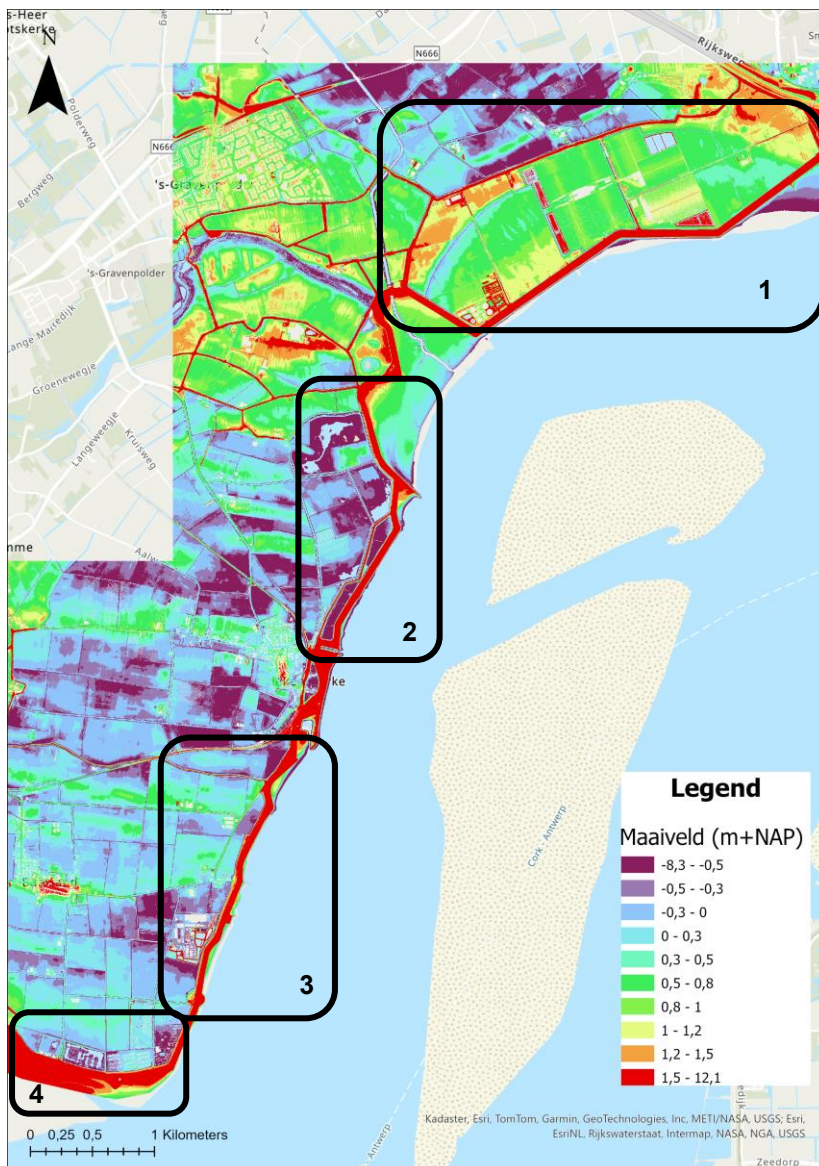 's-Heer
otskerke
N
N666
Rijksweg
Polderweg
Bergweg
N666
's-Gravenpolder
's-Gravenpolder
Lange Mairedijk
Groenewegje
Langeweegje
Kruisweg
mme
Aalw
ke
1
2
3
4
Cork - Antwerp
- Antwerp
Legend
Maaiveld (m+NAP)
-8,3 - -0,5
-0,5 - -0,3
-0,3 - 0
0 - 0,3
0,3 - 0,5
0,5 - 0,8
0,8 - 1
1 - 1,2
1,2 - 1,5
1,5 - 12,1
0 0,25 0,5 1 Kilometers
Kadaster, Esri, TomTom, Garmin, GeoTechnologies, Inc, METI/NASA, USGS; Esri,
EsriNL, Rijkswaterstaat, Intermap, NASA, NGA, USGS
Zeedorp